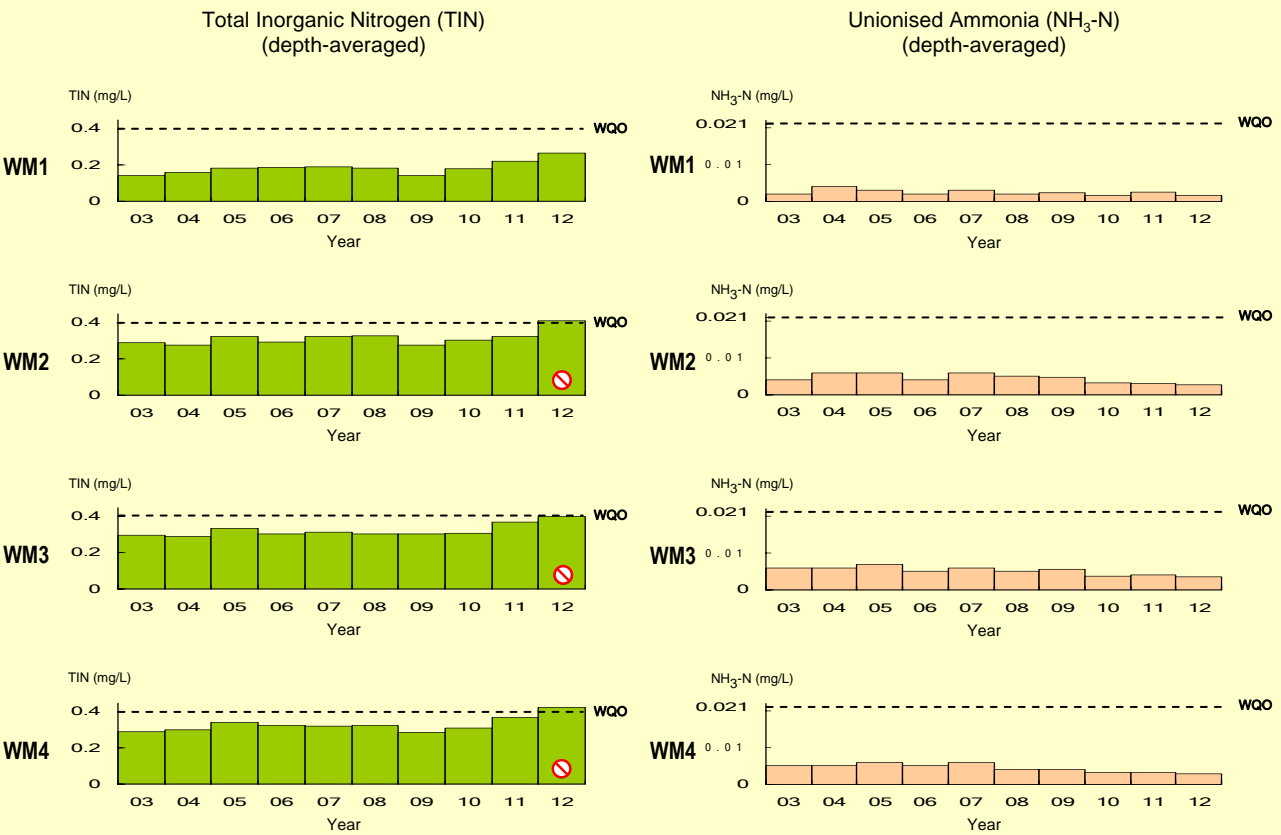 Total Inorganic Nitrogen (TIN)
(depth-averaged)
Unionised Ammonia (NH3-N)
(depth-averaged)
WM1
TIN (mg/L)
0.4
0.2
0
WQO
03 04 05 06 07 08 09 10 11 12
Year
WM1
NH3-N (mg/L)
0.021
0.01
0
WQO
03 04 05 06 07 08 09 10 11 12
Year
WM2
TIN (mg/L)
0.4
0.2
0
WQO
03 04 05 06 07 08 09 10 11 12
Year
WM2
NH3-N (mg/L)
0.021
0.01
0
WQO
03 04 05 06 07 08 09 10 11 12
Year
WM3
TIN (mg/L)
0.4
0.2
0
WQO
03 04 05 06 07 08 09 10 11 12
Year
WM3
NH3-N (mg/L)
0.021
0.01
0
WQO
03 04 05 06 07 08 09 10 11 12
Year
WM4
TIN (mg/L)
0.4
0.2
0
WQO
03 04 05 06 07 08 09 10 11 12
Year
WM4
NH3-N (mg/L)
0.021
0.01
0
WQO
03 04 05 06 07 08 09 10 11 12
Year